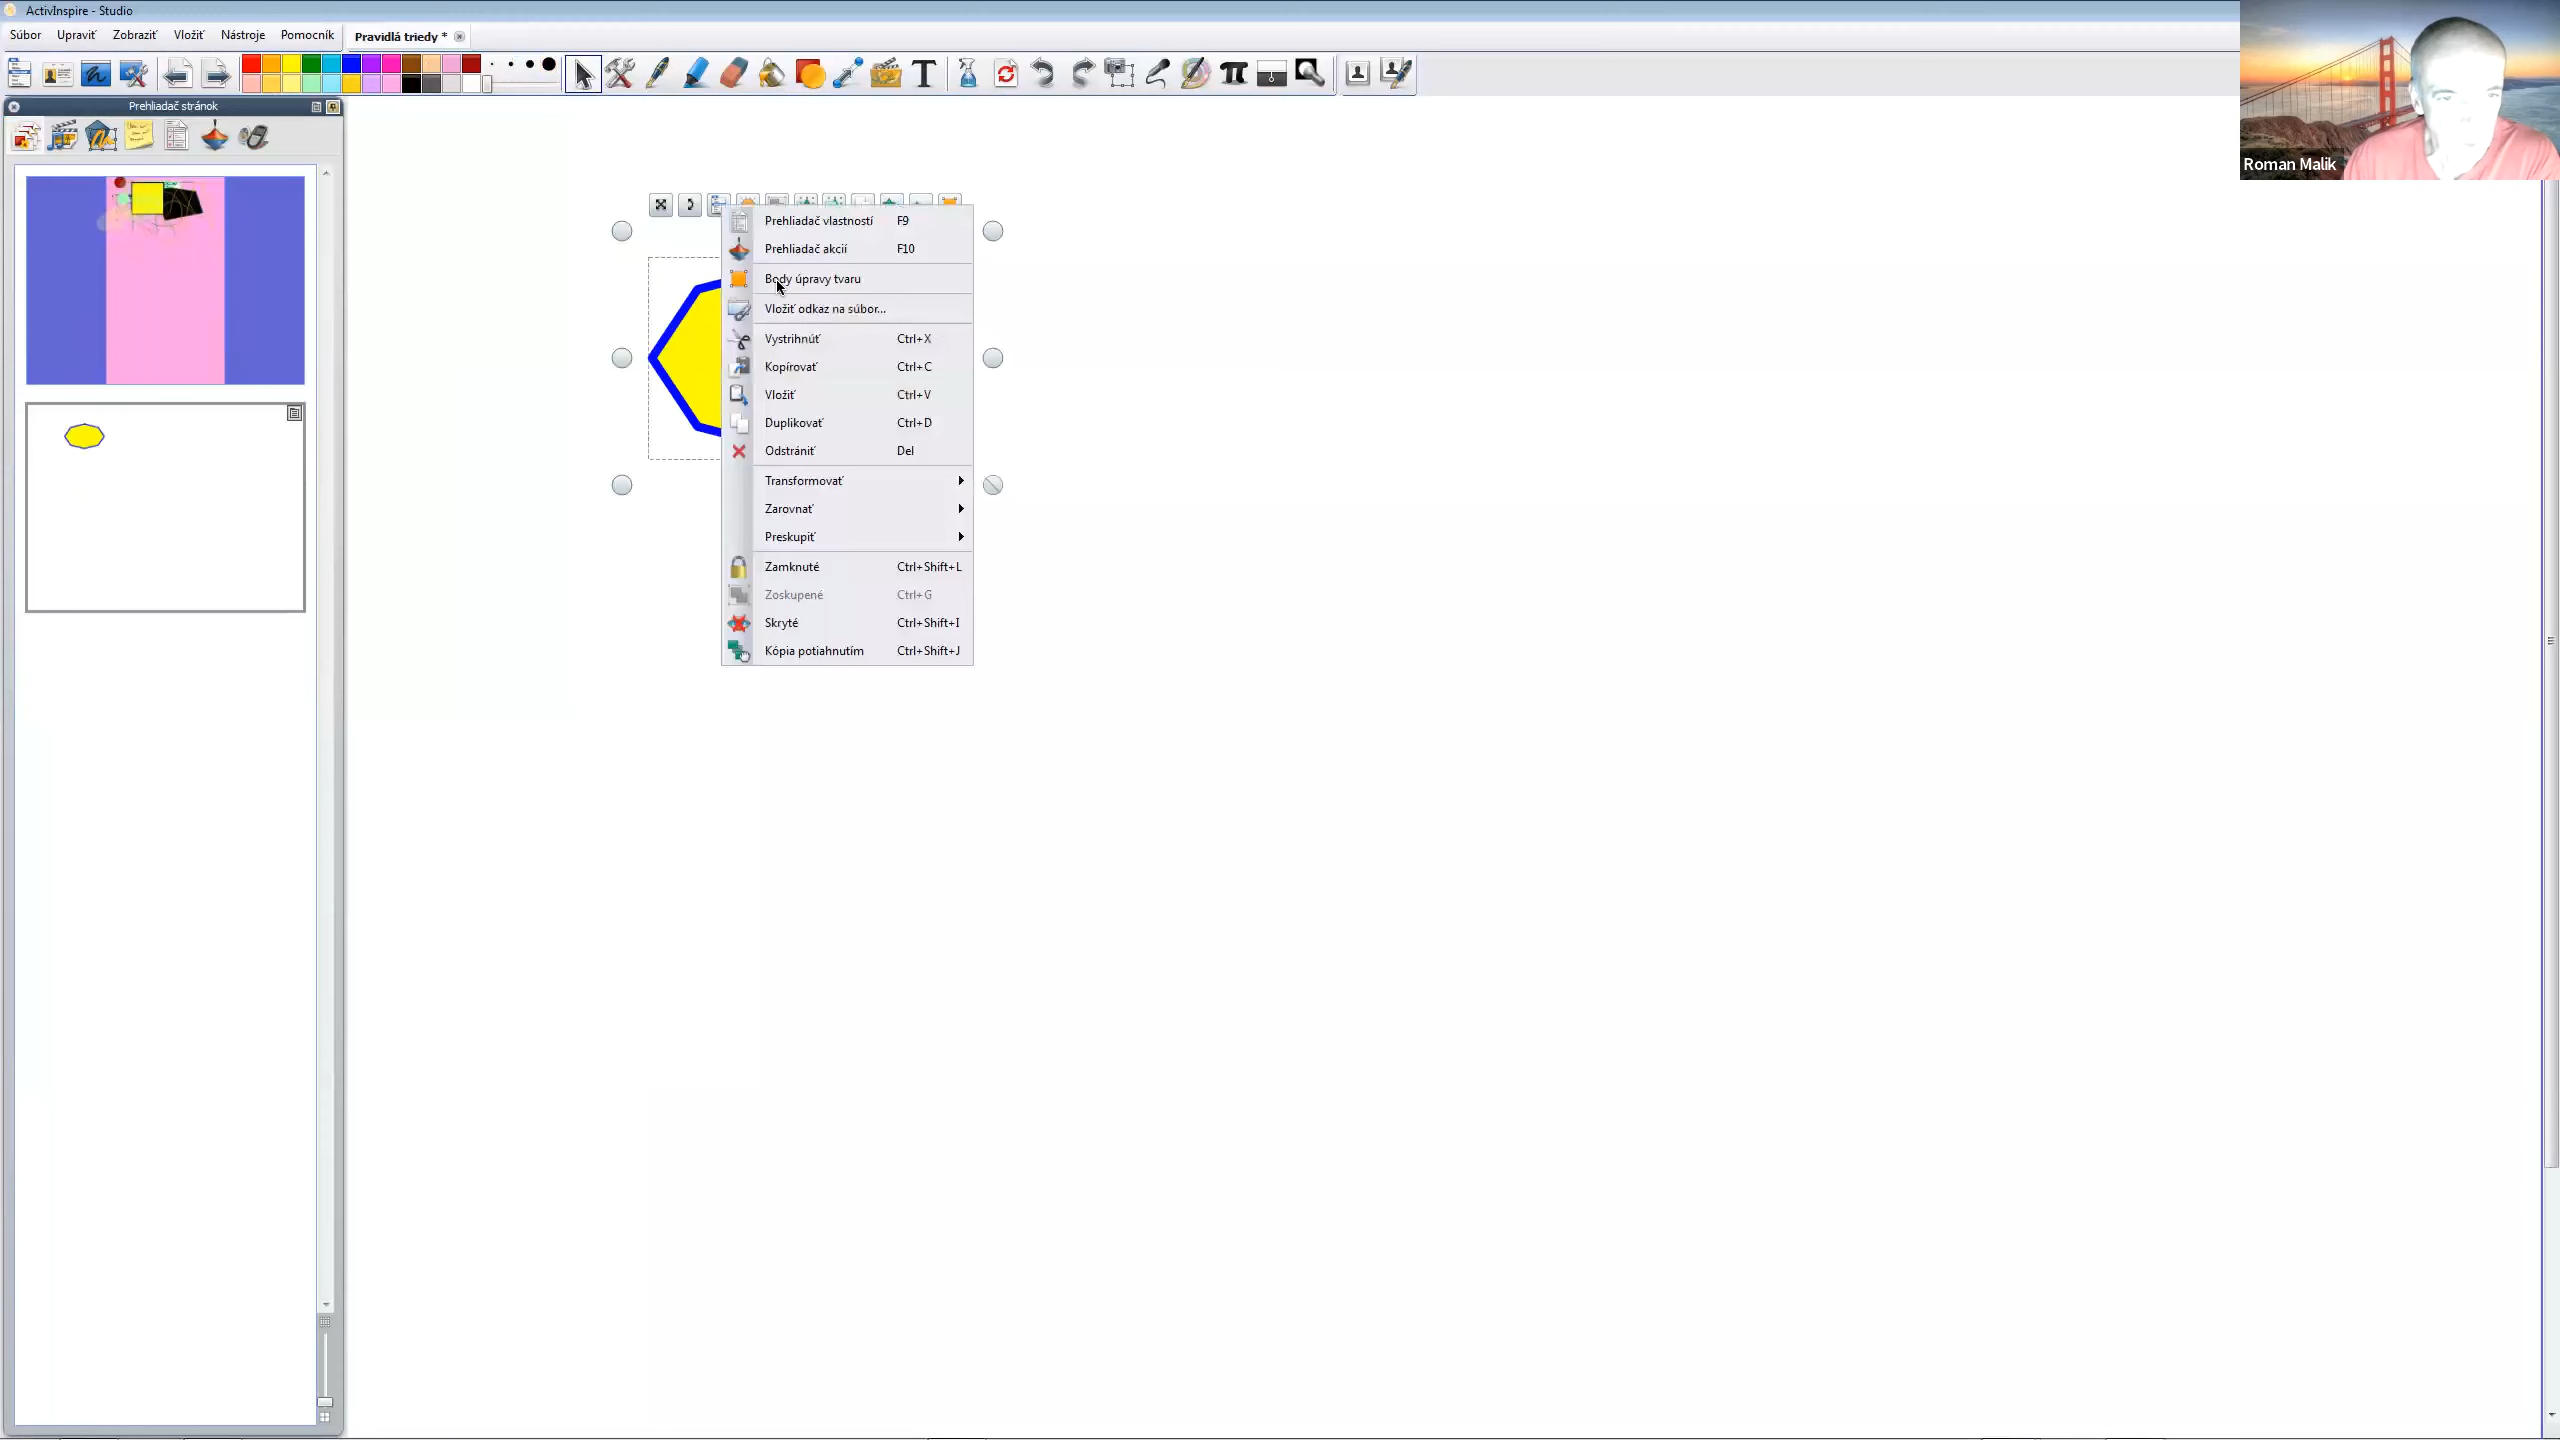 ActivInspire - Studio
Súbor Upraviť Zobraziť Vložiť Nástroje Pomocník
Pravidlá triedy *
Prehliadač stránok
Roman Malik
Prehliadač vlastností F9
Prehliadač akcií F10
Body úpravy tvaru
Vložiť odkaz na súbor...
Vystrihnúť Ctrl+X
Kopírovať Ctrl+C
Vložiť Ctrl+V
Duplikovať Ctrl+D
Odstrániť Del
Transformovať
Zarovnať
Preskupiť
Zamknuté Ctrl+Shift+L
Zoskupené Ctrl+G
Skryté Ctrl+Shift+I
Kópia potiahnutím Ctrl+Shift+J